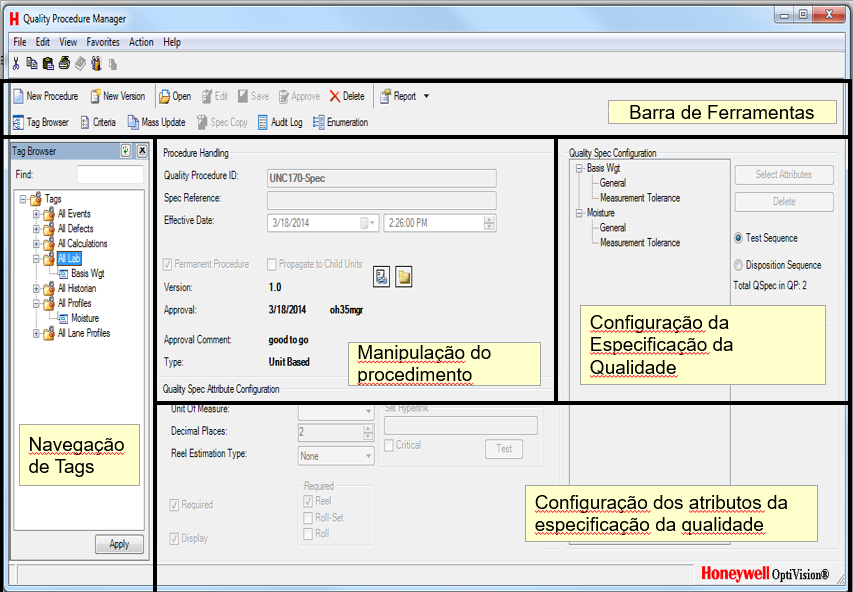 Quality Procedure Manager
File Edit View Favorites Action Help
New Procedure New Version Open Edit Save Approve Delete Report
Tag Browser Criteria Mass Update Spec Copy Audit Log Enumeration
Barra de Ferramentas
Tag Browser
Find:
Tags
All Events
All Defects
All Calculations
All Lab
Basis Wgt
All Historian
All Profiles
Moisture
All Lane Profiles
Navegação
de Tags
Apply
Procedure Handling
Quality Procedure ID: UNC170-Spec
Spec Reference:
Effective Date: 3/18/2014 2:26:00 PM
Permanent Procedure Propagate to Child Units
Version: 1.0
Approval: 3/18/2014 oh35mgr
Approval Comment: good to go
Type: Unit Based
Manipulação do
procedimento
Quality Spec Configuration
Basis Wgt
General
Measurement Tolerance
Moisture
General
Measurement Tolerance
Select Attributes
Delete
Test Sequence
Disposition Sequence
Total QSpec in QP: 2
Configuração da
Especificação da
Qualidade
Quality Spec Attribute Configuration
Unit Of Measure: Set Hyperlink
Decimal Places: 2
Critical
Reel Estimation Type: None Test
Required
Required Reel
Roll-Set
Display Roll
Configuração dos atributos da
especificação da qualidade
Honeywell OptiVision®